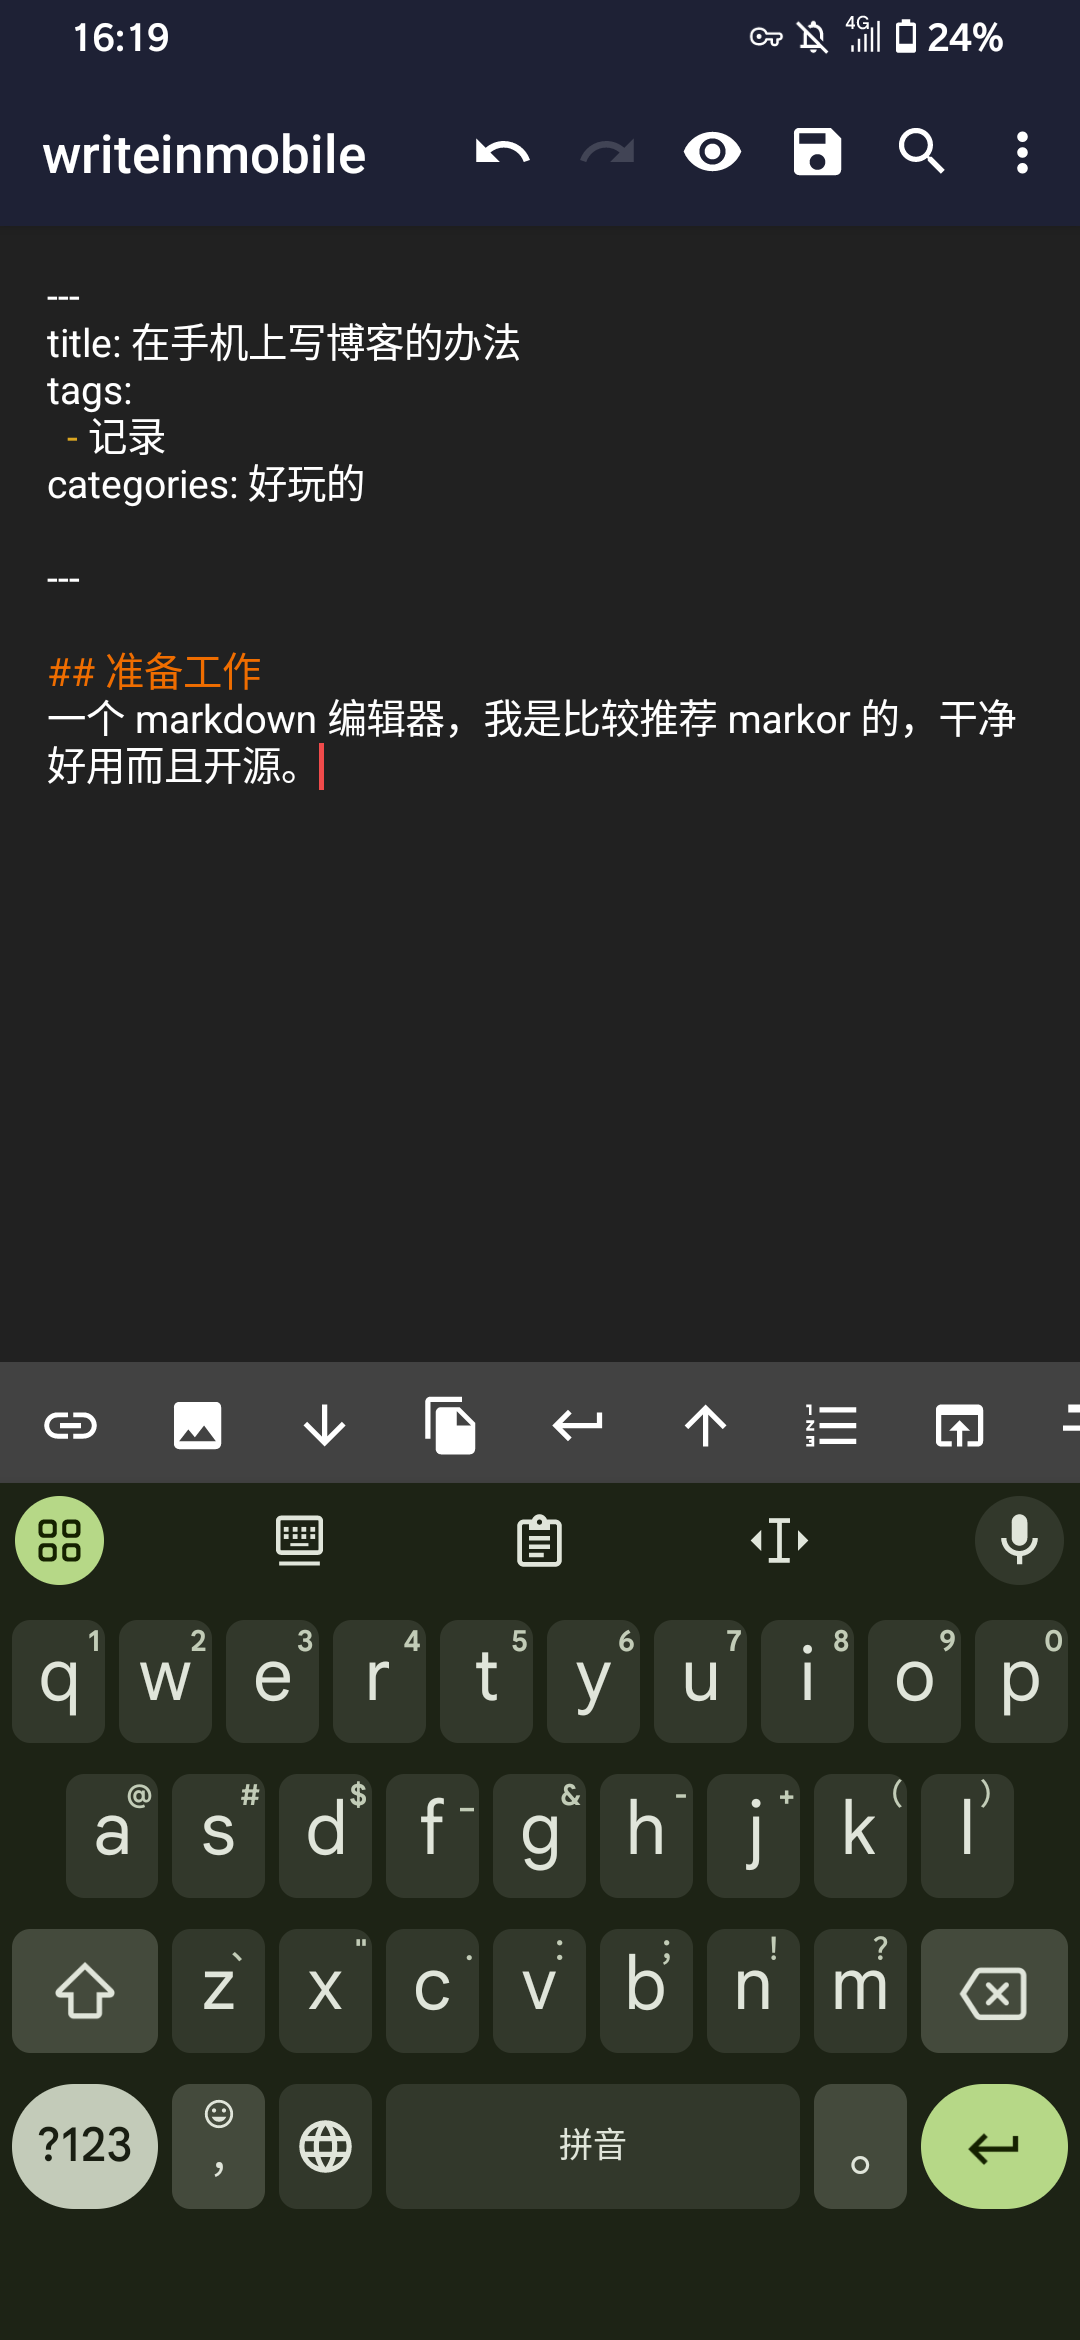 16:19 4G 24%
writeinmobile
---
title: 在手机上写博客的办法
tags:
- 记录
categories: 好玩的
---
## 准备工作
一个 markdown 编辑器，我是比较推荐 markor 的，干净
好用而且开源。
1 2 3 4 5 6 7 8 9 0
q w e r t y u i o p
@ # $ - & - + ( )
a s d f g h j k l
、 " . : ; ! ?
z x c v b n m
?123 , 拼音 。